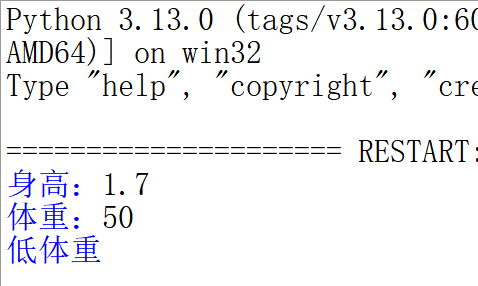 Python 3.13.0 (tags/v3.13.0:60
AMD64)] on win32
Type "help", "copyright", "cre
===================== RESTART:
身高：1.7
体重：50
低体重